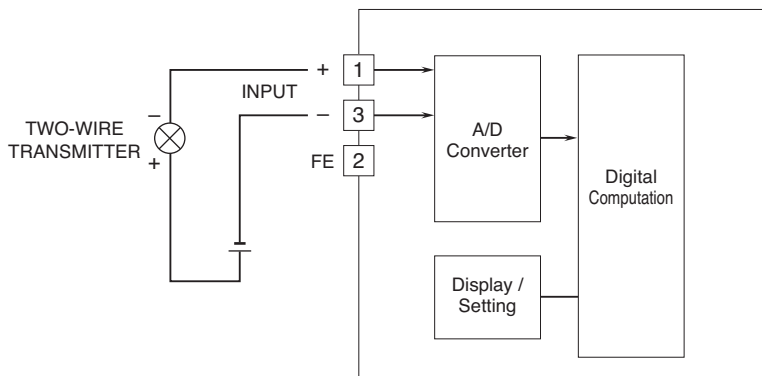 + 1
INPUT
− 3
FE 2
−
TWO-WIRE
TRANSMITTER
+
A/D
Converter
Digital
Computation
Display /
Setting